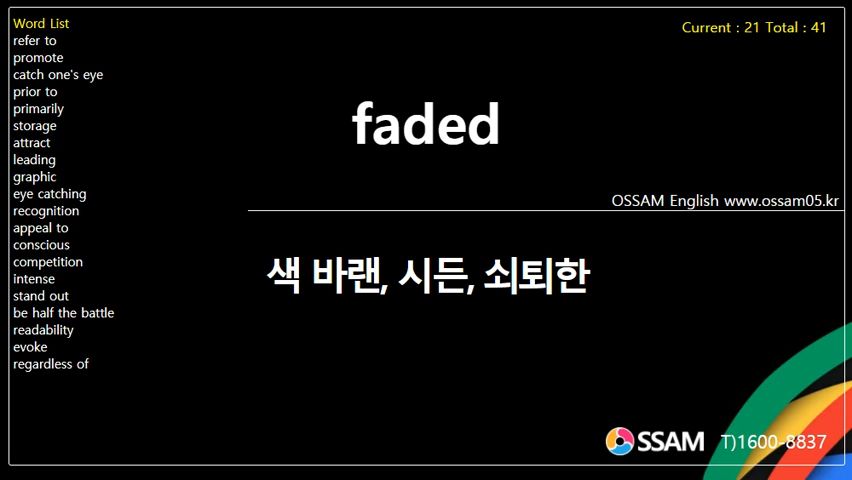 Word List
refer to
promote
catch one's eye
prior to
primarily
storage
attract
leading
graphic
eye catching
recognition
appeal to
conscious
competition
intense
stand out
be half the battle
readability
evoke
regardless of
Current : 21 Total : 41
faded
OSSAM English www.ossam05.kr
색 바랜, 시든, 쇠퇴한
OSSAM T)1600-8837